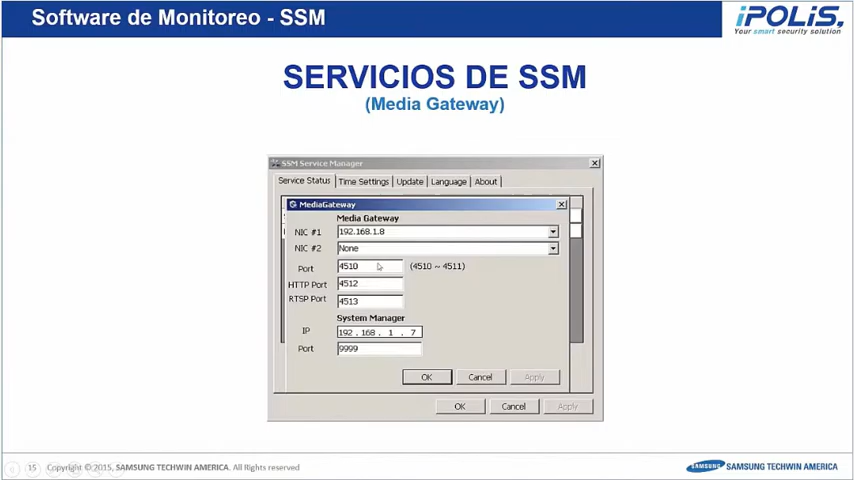 Software de Monitoreo - SSM
iPOLiS,
Your smart security solution
SERVICIOS DE SSM
(Media Gateway)
SSM Service Manager
Service Status Time Settings Update Language About
MediaGateway
Media Gateway
NIC #1 192.168.1.8
NIC #2 None
Port 4510 (4510 ~ 4511)
HTTP Port 4512
RTSP Port 4513
System Manager
IP 192 . 168 . 1 . 7
Port 9999
OK Cancel Apply
OK Cancel Apply
15 Copyright © 2015, SAMSUNG TECHWIN AMERICA. All Rights reserved
SAMSUNG SAMSUNG TECHWIN AMERICA